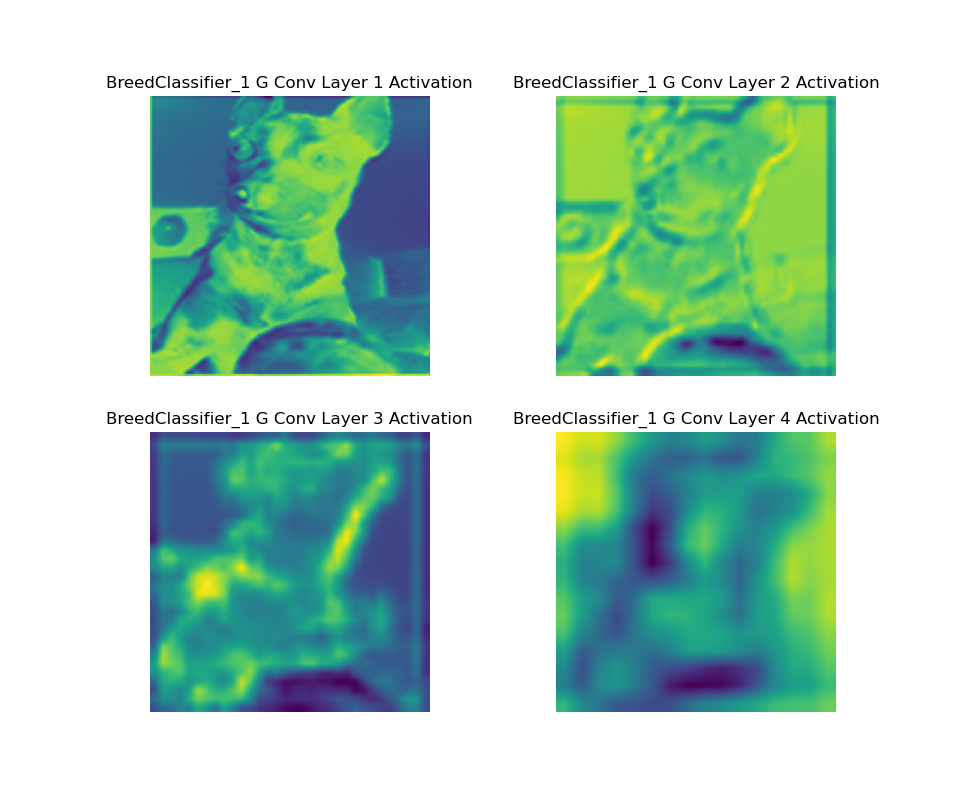 BreedClassifier_1 G Conv Layer 1 Activation
BreedClassifier_1 G Conv Layer 2 Activation
BreedClassifier_1 G Conv Layer 3 Activation
BreedClassifier_1 G Conv Layer 4 Activation